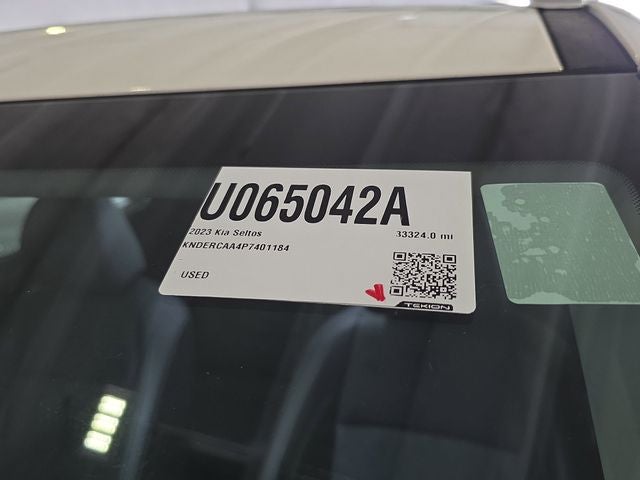 U065042A
2023 Kia Seltos 33324.0 mi
KNDERCAA4P7401184
USED
TEKION